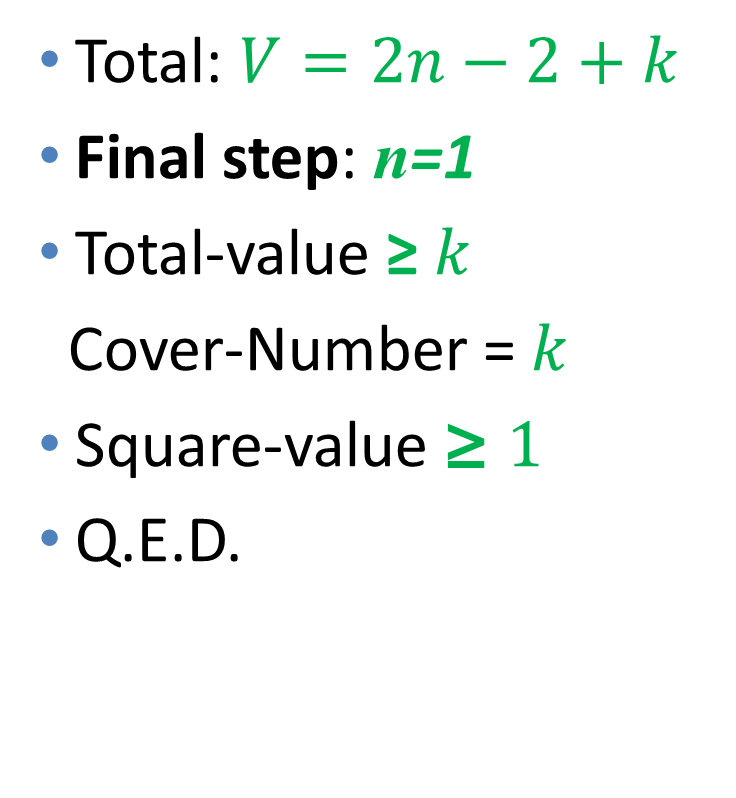 • Total: V = 2n − 2 + k
• Final step: n=1
• Total-value ≥ k
Cover-Number = k
• Square-value ≥ 1
• Q.E.D.